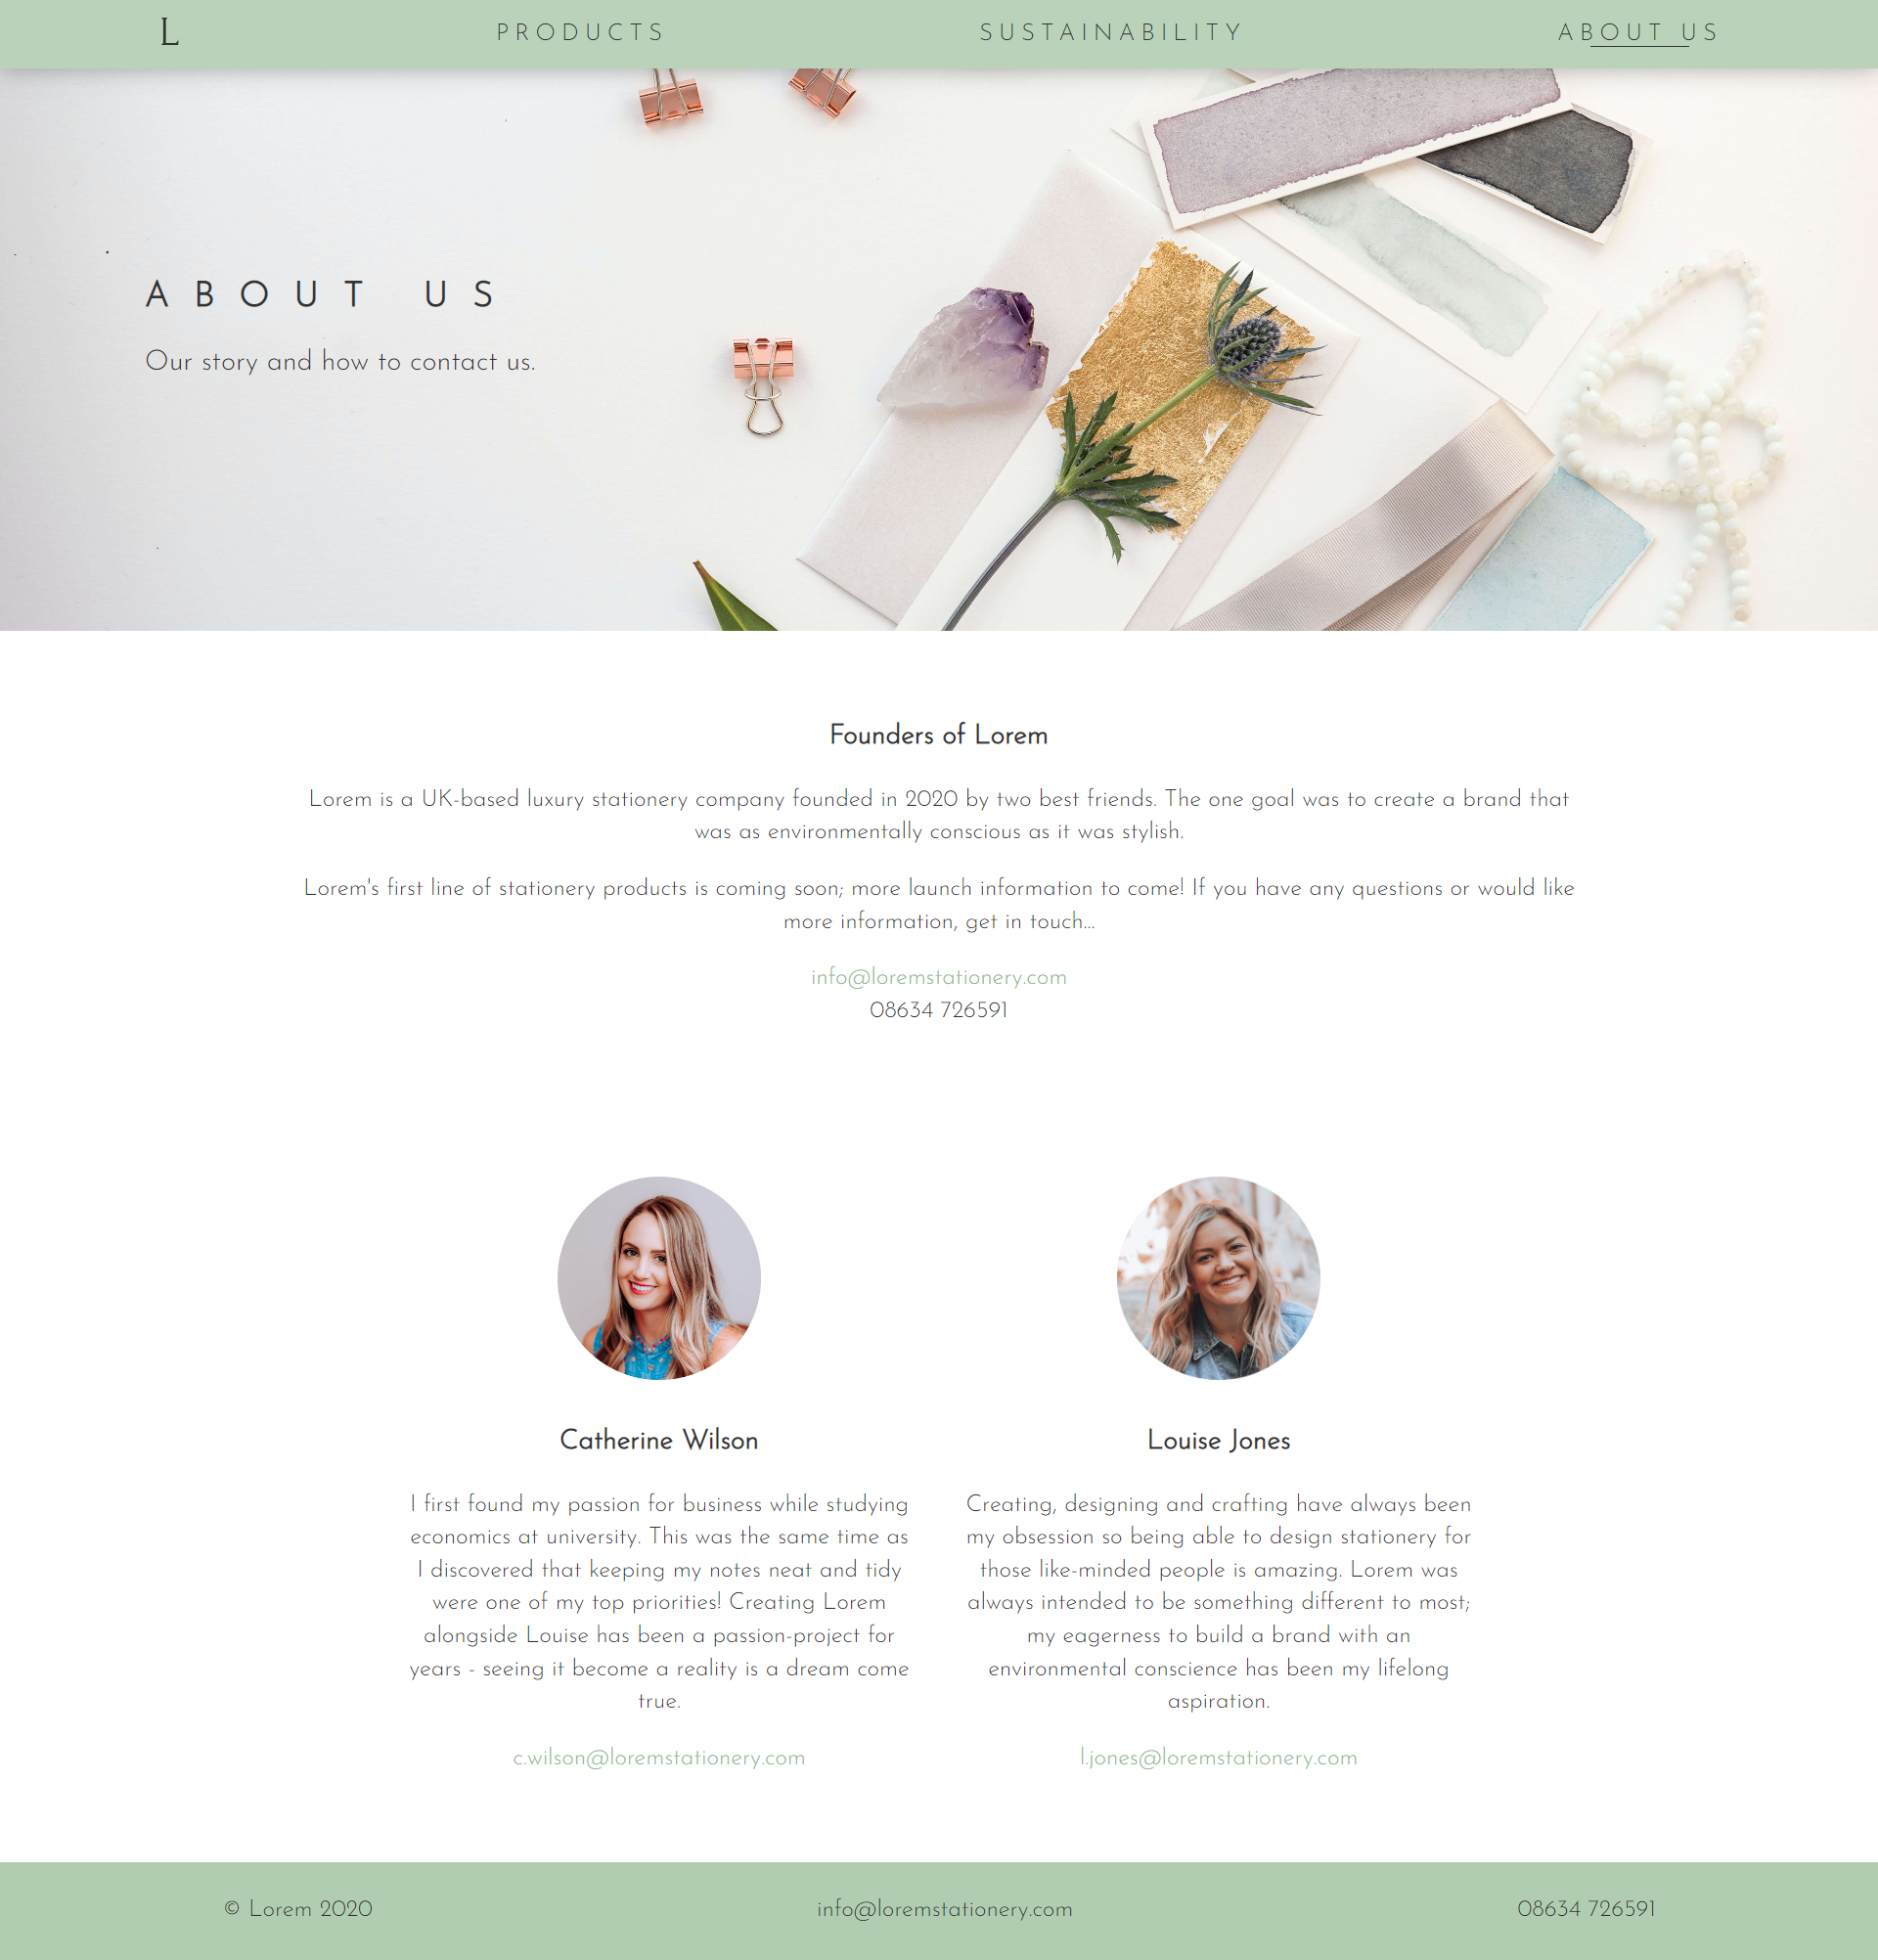 L
PRODUCTS
SUSTAINABILITY
ABOUT US
ABOUT US
Our story and how to contact us.
Founders of Lorem
Lorem is a UK-based luxury stationery company founded in 2020 by two best friends. The one goal was to create a brand that
was as environmentally conscious as it was stylish.
Lorem's first line of stationery products is coming soon; more launch information to come! If you have any questions or would like
more information, get in touch...
info@loremstationery.com
08634 726591
Catherine Wilson
I first found my passion for business while studying
economics at university. This was the same time as
I discovered that keeping my notes neat and tidy
were one of my top priorities! Creating Lorem
alongside Louise has been a passion-project for
years - seeing it become a reality is a dream come
true.
c.wilson@loremstationery.com
Louise Jones
Creating, designing and crafting have always been
my obsession so being able to design stationery for
those like-minded people is amazing. Lorem was
always intended to be something different to most;
my eagerness to build a brand with an
environmental conscience has been my lifelong
aspiration.
l.jones@loremstationery.com
© Lorem 2020
info@loremstationery.com
08634 726591